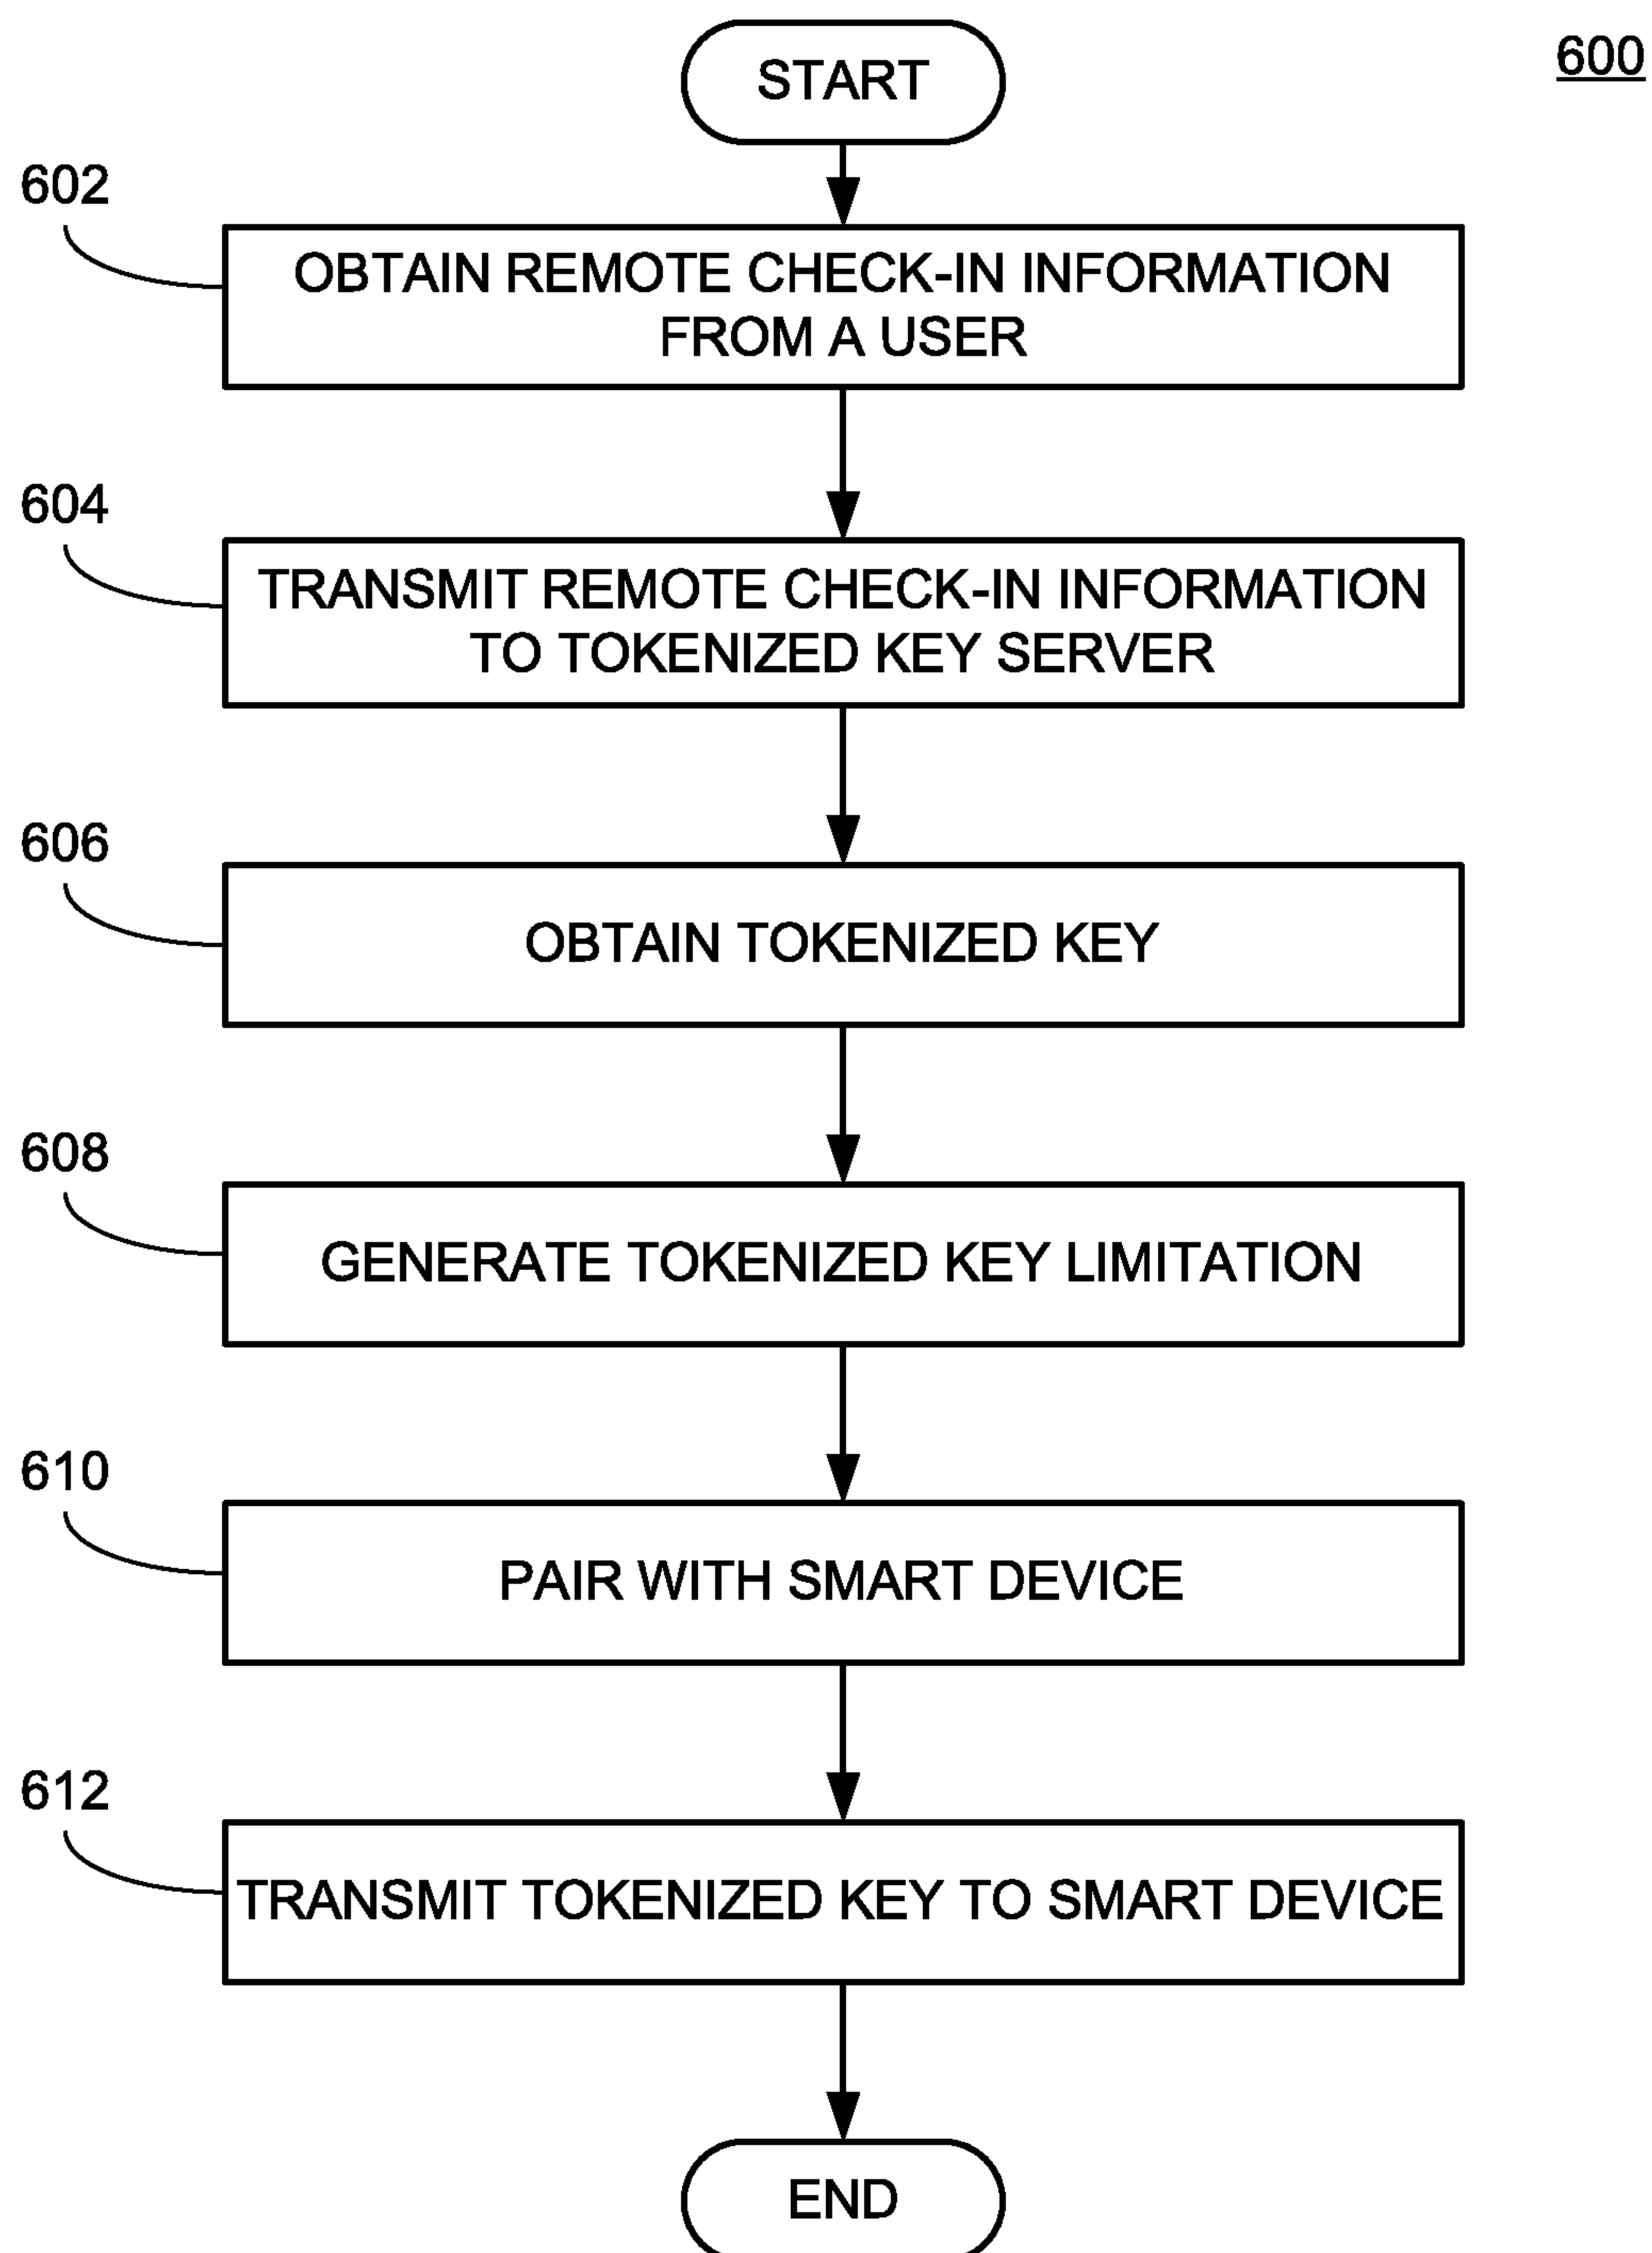 START
600
602
OBTAIN REMOTE CHECK-IN INFORMATION
FROM A USER
604
TRANSMIT REMOTE CHECK-IN INFORMATION
TO TOKENIZED KEY SERVER
606
OBTAIN TOKENIZED KEY
608
GENERATE TOKENIZED KEY LIMITATION
610
PAIR WITH SMART DEVICE
612
TRANSMIT TOKENIZED KEY TO SMART DEVICE
END